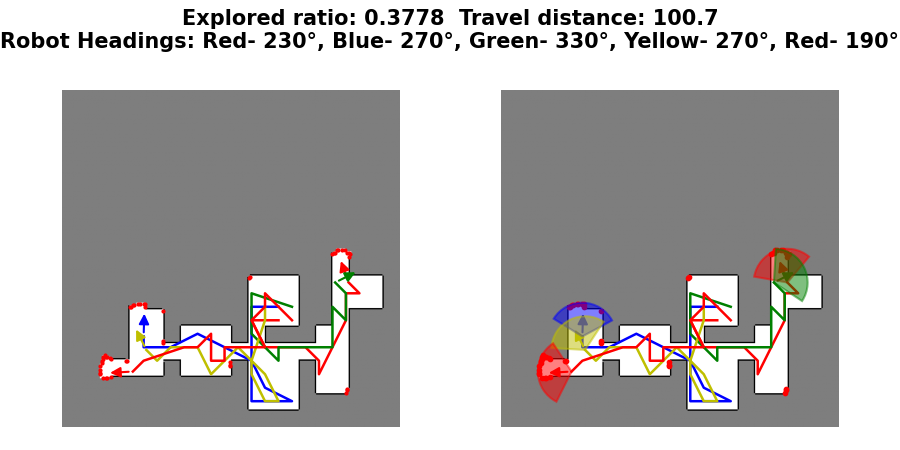 Explored ratio: 0.3778  Travel distance: 100.7
Robot Headings: Red- 230°, Blue- 270°, Green- 330°, Yellow- 270°, Red- 190°